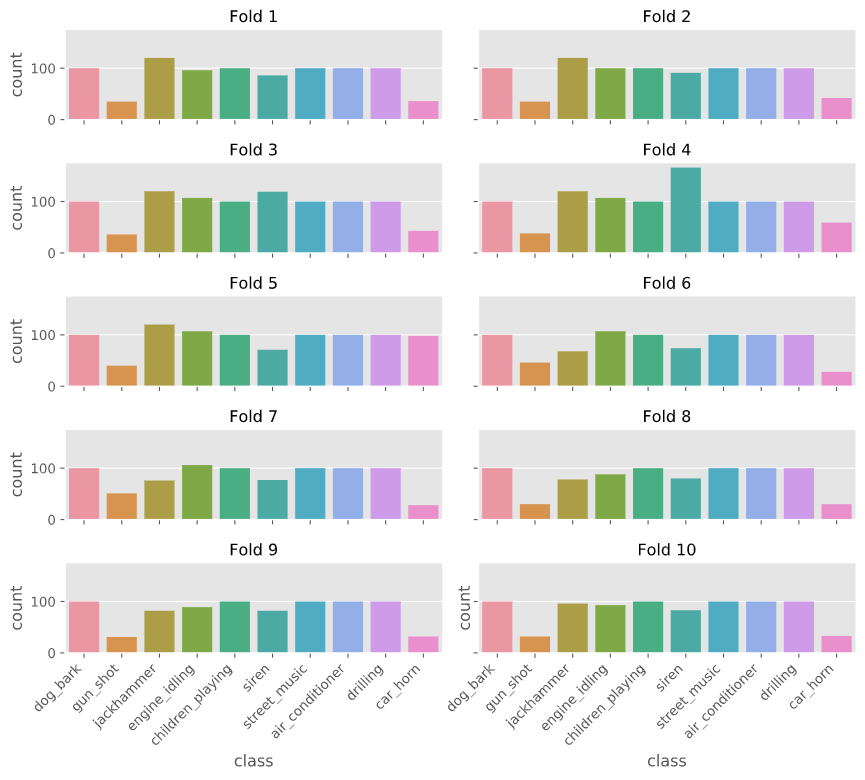 Fold 1
Fold 2
count
100
0
Fold 3
Fold 4
count
100
0
Fold 5
Fold 6
count
100
0
Fold 7
Fold 8
count
100
0
Fold 9
Fold 10
count
100
0
count
dog_bark
gun_shot
jackhammer
engine_idling
children_playing
siren
street_music
air_conditioner
drilling
car_horn
dog_bark
gun_shot
jackhammer
engine_idling
children_playing
siren
street_music
air_conditioner
drilling
car_horn
class
class